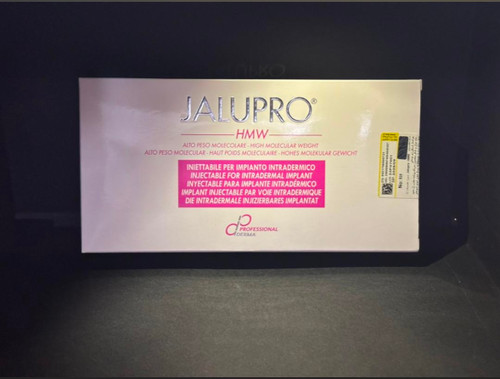 JALUPRO®
HMW
ALTO PESO MOLECOLARE - HIGH MOLECULAR WEIGHT
ALTO PESO MOLECULAR - HAUT POIDS MOLECULAIRE - HOHES MOLEKULAR GEWICHT
INIETTABILE PER IMPIANTO INTRADERMICO
INJECTABLE FOR INTRADERMAL IMPLANT
INYECTABLE PARA IMPLANTE INTRADÉRMICO
IMPLANT INJECTABLE PAR VOIE INTRADERMIQUE
DIE INTRADERMALE INJIZIERBARES IMPLANTAT
PROFESSIONAL
DIETETICS